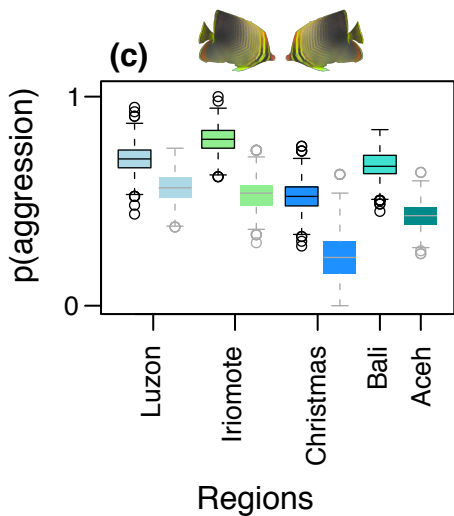 (c)
p(aggression)
1
0
Luzon
Iriomote
Christmas
Bali
Aceh
Regions